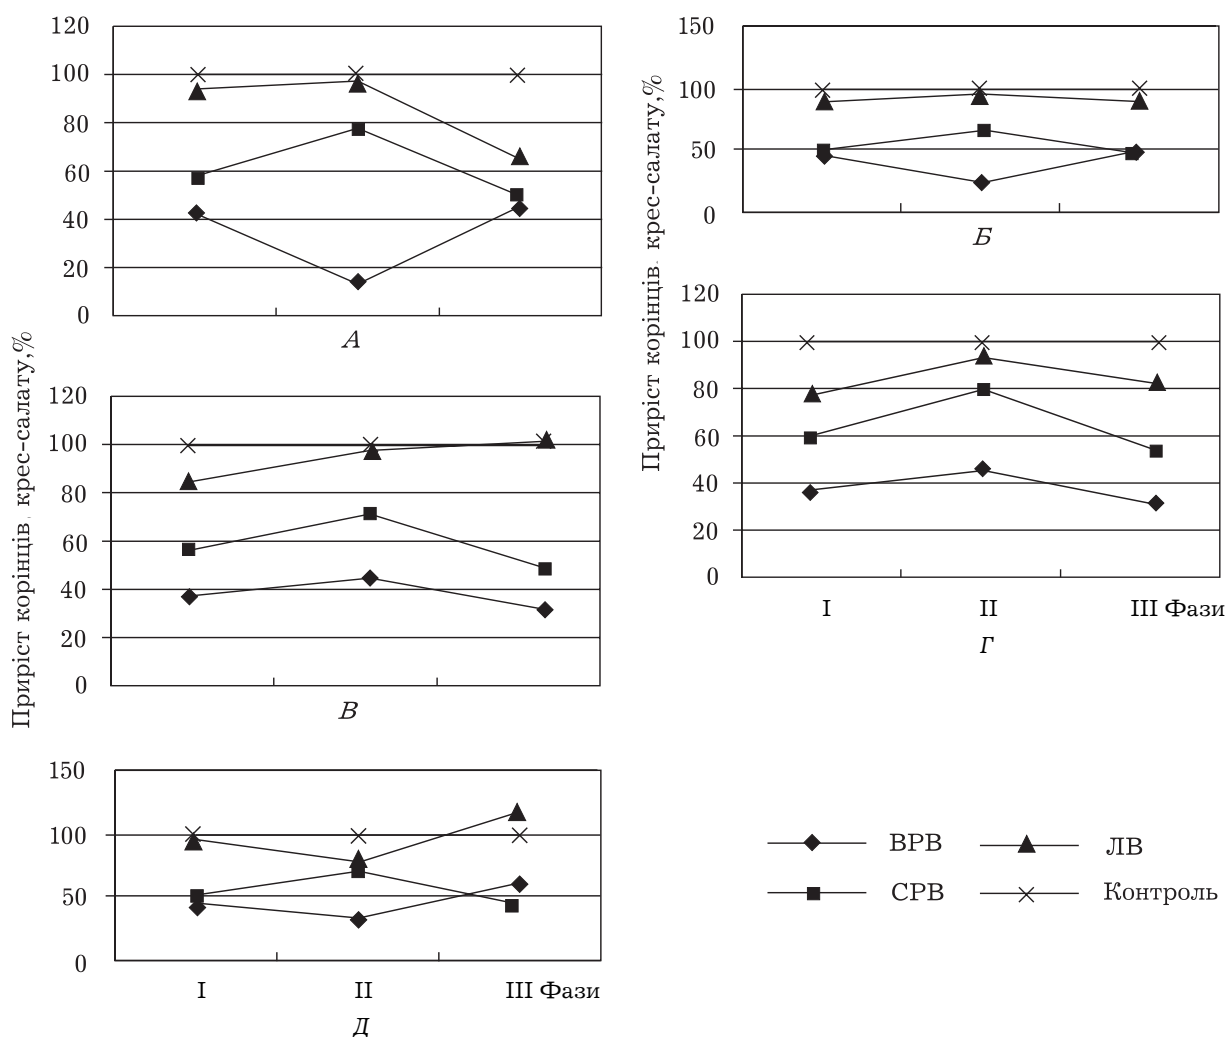 Приріст корінців крес-салату,%
120
100
80
60
40
20
0
А
120
100
80
60
40
20
0
В
150
100
50
0
I II III Фази
Д
Приріст корінців крес-салату,%
150
100
50
0
Б
120
100
80
60
40
20
0
I II III Фази
Г
ВРВ ЛВ
СРВ Контроль